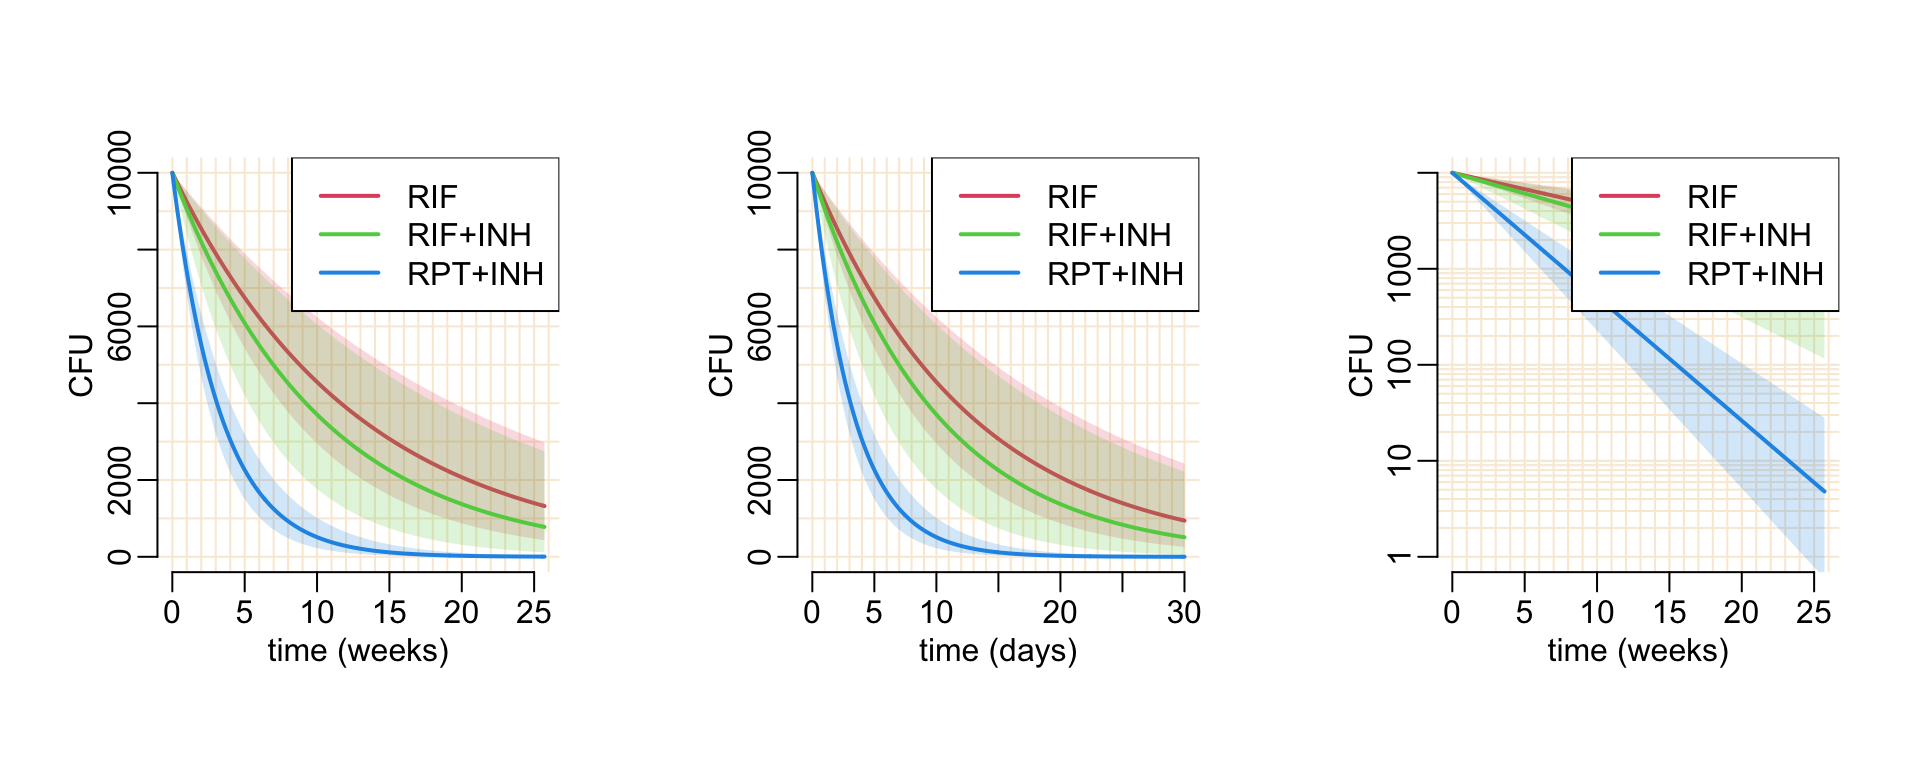 10000
6000
2000
0
CFU
RIF
RIF+INH
RPT+INH
0 5 10 15 20 25
time (weeks)
10000
6000
2000
0
CFU
RIF
RIF+INH
RPT+INH
0 5 10 20 30
time (days)
1000
100
10
1
CFU
RIF
RIF+INH
RPT+INH
0 5 10 15 20 25
time (weeks)